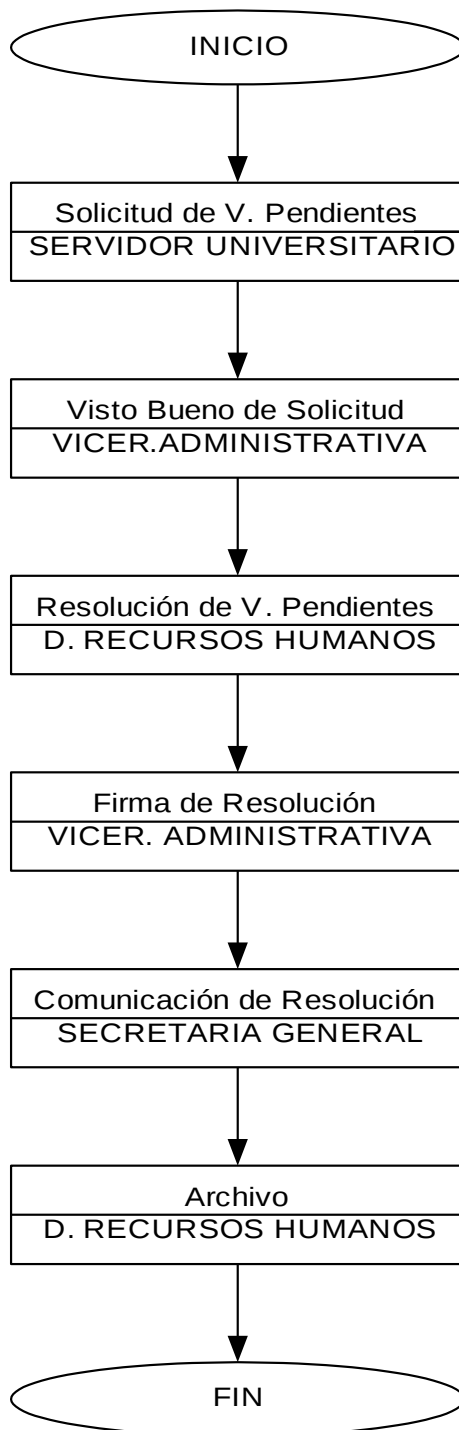 INICIO
Solicitud de V. Pendientes
SERVIDOR UNIVERSITARIO
Visto Bueno de Solicitud
VICER.ADMINISTRATIVA
Resolución de V. Pendientes
D. RECURSOS HUMANOS
Firma de Resolución
VICER. ADMINISTRATIVA
Comunicación de Resolución
SECRETARIA GENERAL
Archivo
D. RECURSOS HUMANOS
FIN